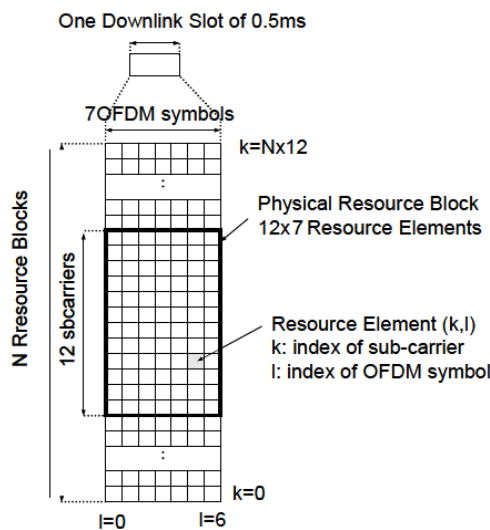 One Downlink Slot of 0.5ms
7OFDM symbols
k=Nx12
:
Physical Resource Block
12x7 Resource Elements
N Rresource Blocks
12 sbcarriers
Resource Element (k,l)
k: index of sub-carrier
l: index of OFDM symbol
:
k=0
l=0
l=6